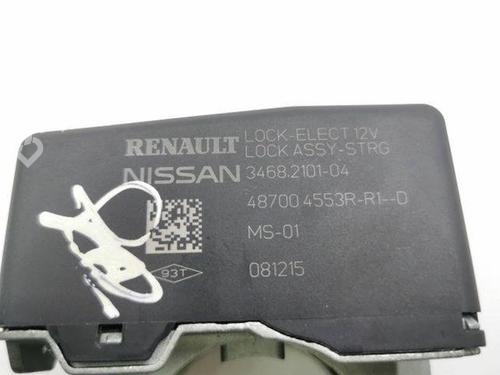 RENAULT LOCK-ELECT 12V
LOCK ASSY-STRG
NISSAN 3468.2101-04
48700 4553R-R1--D
MS-01
93T 081215